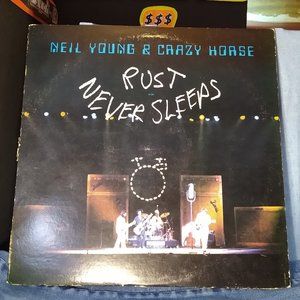 $$$
NEIL YOUNG & CRAZY HORSE
RUST
NEVER SLEEPS